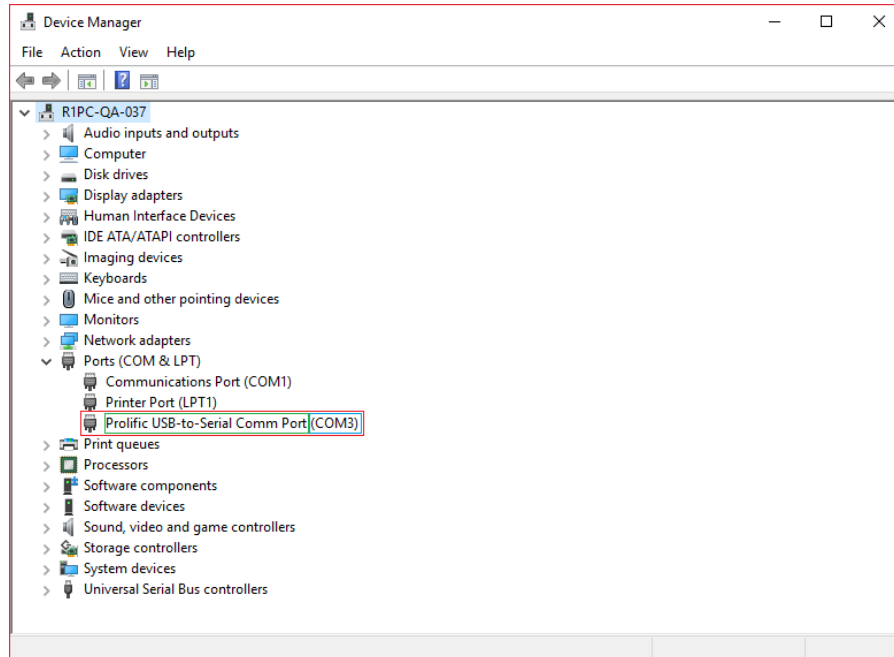 Device Manager
File Action View Help
R1PC-QA-037
Audio inputs and outputs
Computer
Disk drives
Display adapters
Human Interface Devices
IDE ATA/ATAPI controllers
Imaging devices
Keyboards
Mice and other pointing devices
Monitors
Network adapters
Ports (COM & LPT)
Communications Port (COM1)
Printer Port (LPT1)
Prolific USB-to-Serial Comm Port (COM3)
Print queues
Processors
Software components
Software devices
Sound, video and game controllers
Storage controllers
System devices
Universal Serial Bus controllers